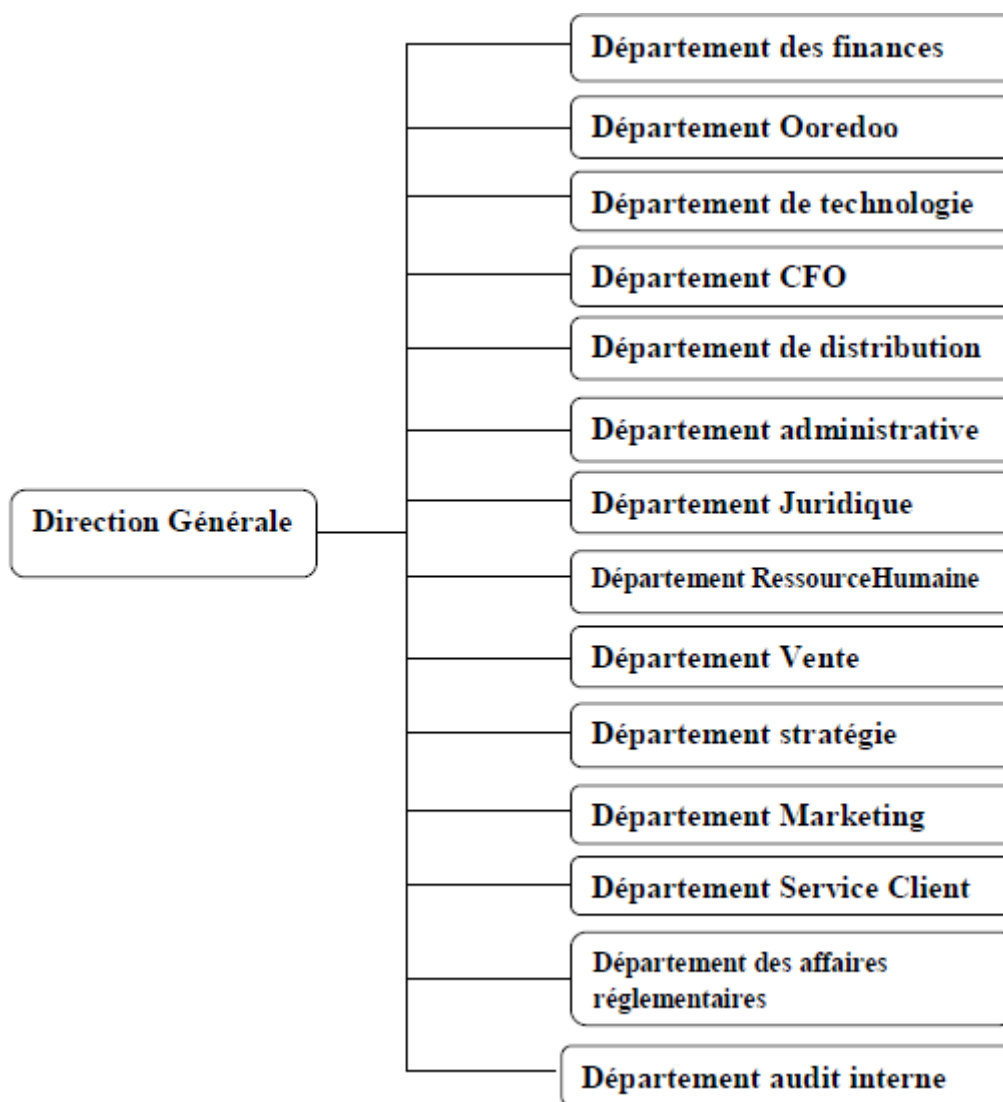 Direction Générale
Département des finances
Département Ooredoo
Département de technologie
Département CFO
Département de distribution
Département administrative
Département Juridique
Département RessourceHumaine
Département Vente
Département stratégie
Département Marketing
Département Service Client
Département des affaires
réglementaires
Département audit interne